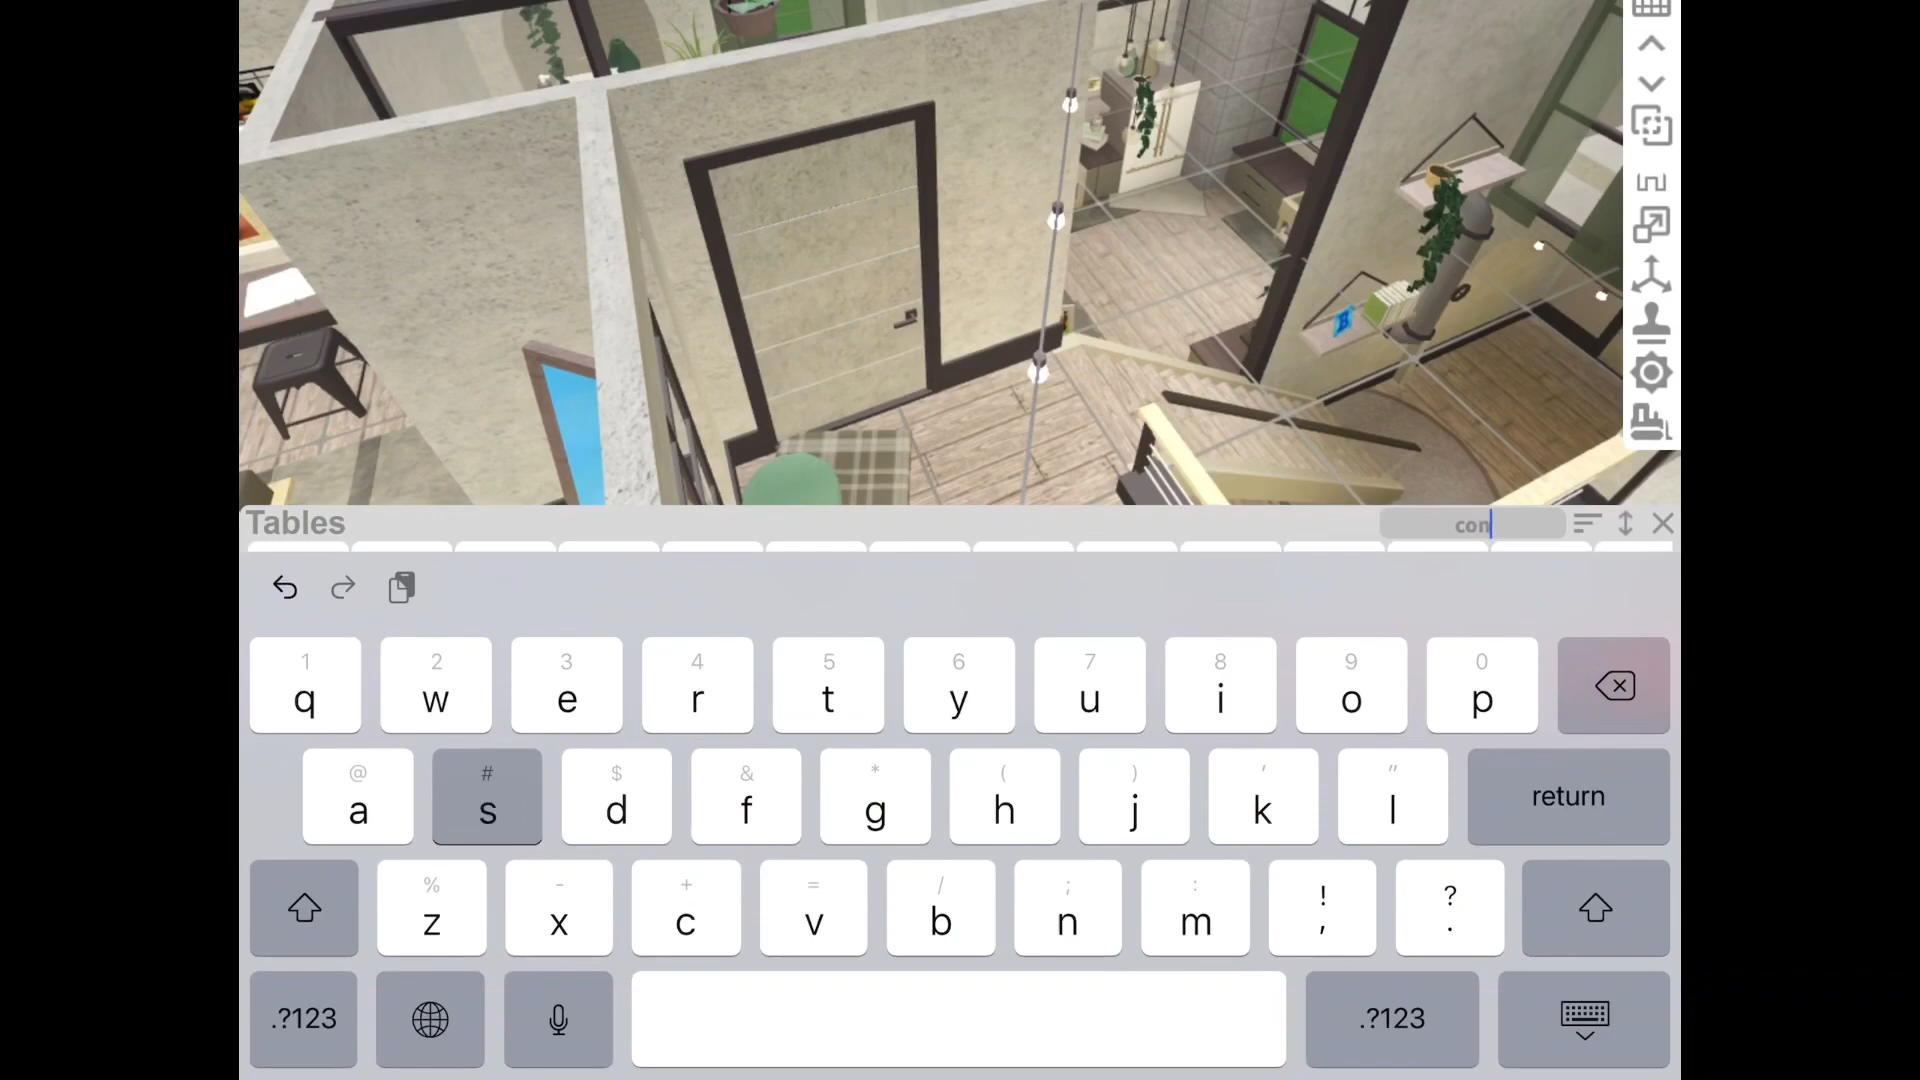 B
Tables
con
1 2 3 4 5 6 7 8 9 0
q w e r t y u i o p
@ # $ & * ( ) ' "
a s d f g h j k l return
% - + = / ; : ! ?
z x c v b n m , .
.?123 .?123